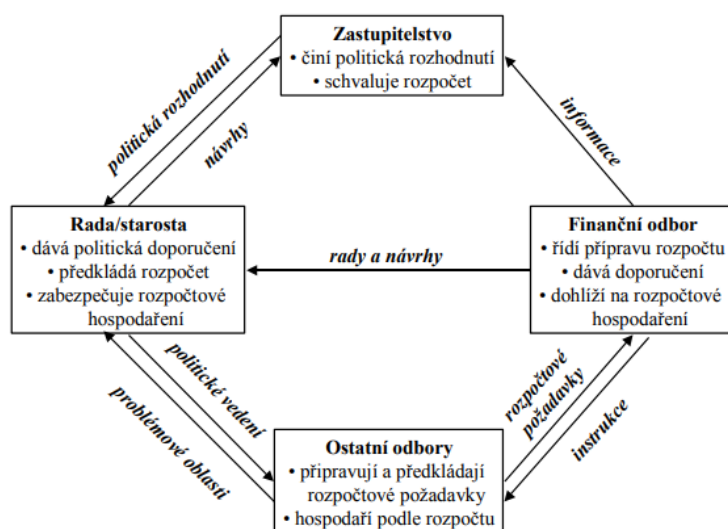 Zastupitelstvo
• činí politická rozhodnutí
• schvaluje rozpočet
politická rozhodnutí
návrhy
informace
Rada/starosta
• dává politická doporučení
• předkládá rozpočet
• zabezpečuje rozpočtové
hospodaření
rady a návrhy
Finanční odbor
• řídí přípravu rozpočtu
• dává doporučení
• dohlíží na rozpočtové
hospodaření
politické vedení
problémové oblasti
rozpočtové
požadavky
instrukce
Ostatní odbory
• připravují a předkládají
rozpočtové požadavky
• hospodaří podle rozpočtu